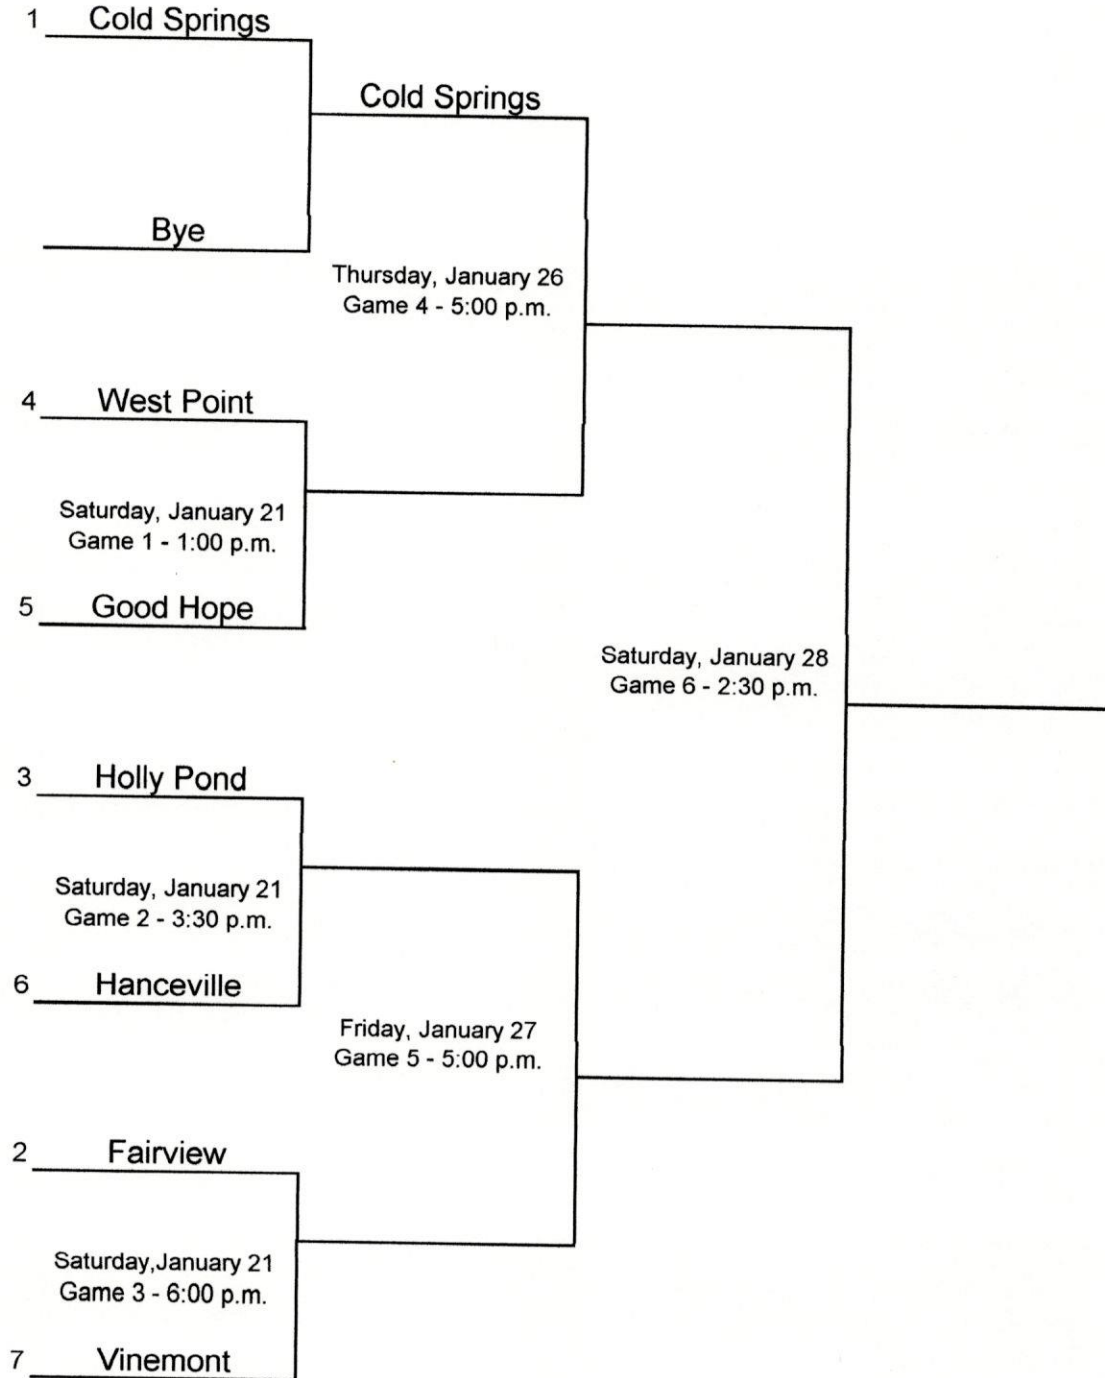 1 Cold Springs
Cold Springs
Bye
Thursday, January 26
Game 4 - 5:00 p.m.
4 West Point
Saturday, January 21
Game 1 - 1:00 p.m.
5 Good Hope
Saturday, January 28
Game 6 - 2:30 p.m.
3 Holly Pond
Saturday, January 21
Game 2 - 3:30 p.m.
6 Hanceville
Friday, January 27
Game 5 - 5:00 p.m.
2 Fairview
Saturday,January 21
Game 3 - 6:00 p.m.
7 Vinemont